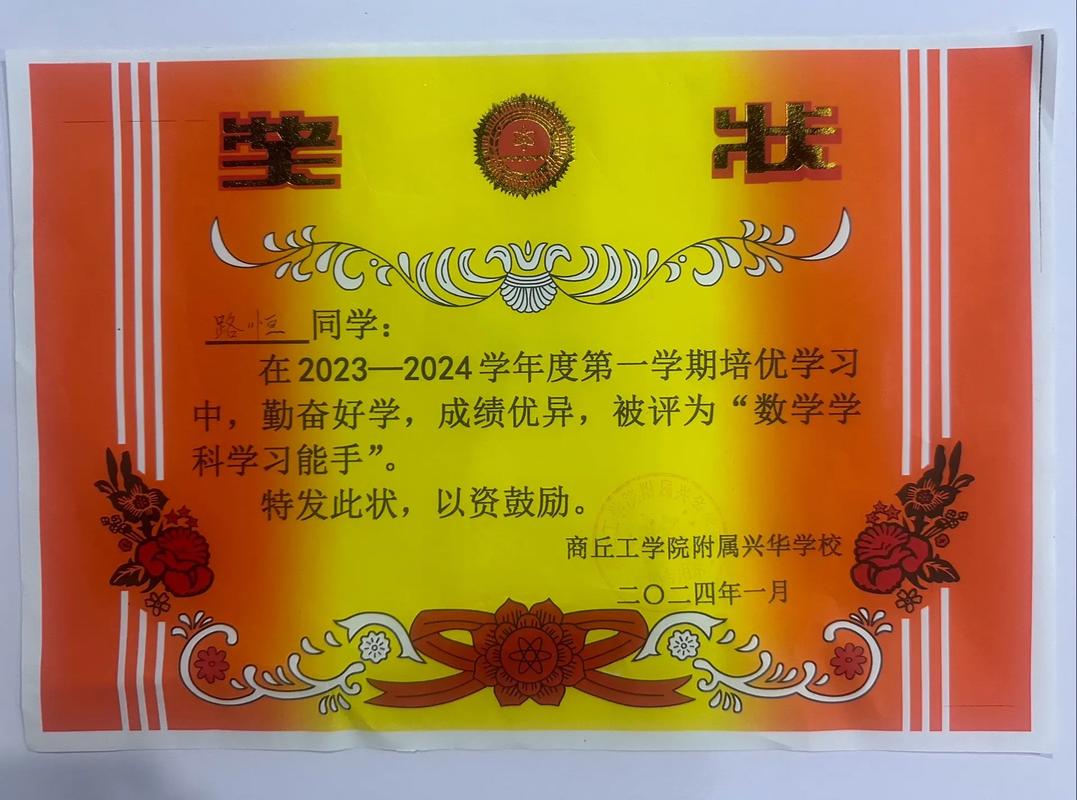 奖状
路恒同学：
在2023—2024学年度第一学期培优学习
中，勤奋好学，成绩优异，被评为“数学学
科学习能手”。
特发此状，以资鼓励。
商丘工学院附属兴华学校
二〇二四年一月